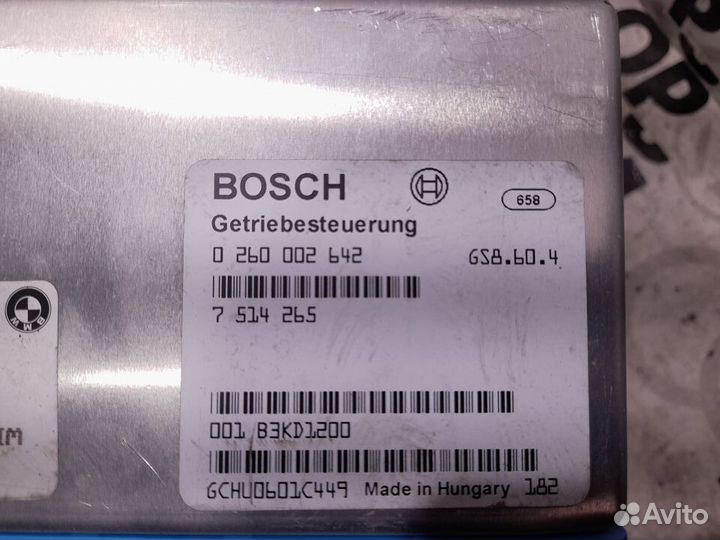 BOSCH
658
Getriebesteuerung
0 260 002 642 GS8.60.4
7 514 265
BMW
001 B3KD1200
GCHU0601C449 Made in Hungary 182
Avito